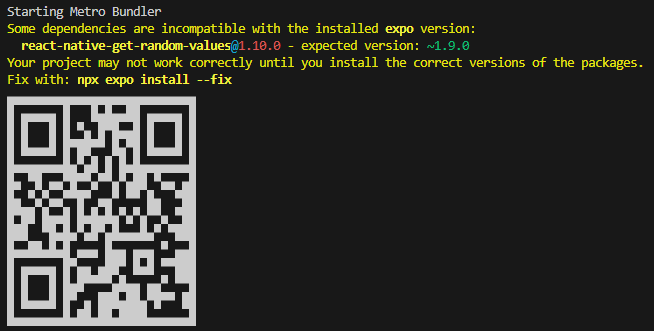 Starting Metro Bundler
Some dependencies are incompatible with the installed expo version:
react-native-get-random-values@1.10.0 - expected version: ~1.9.0
Your project may not work correctly until you install the correct versions of the packages.
Fix with: npx expo install --fix